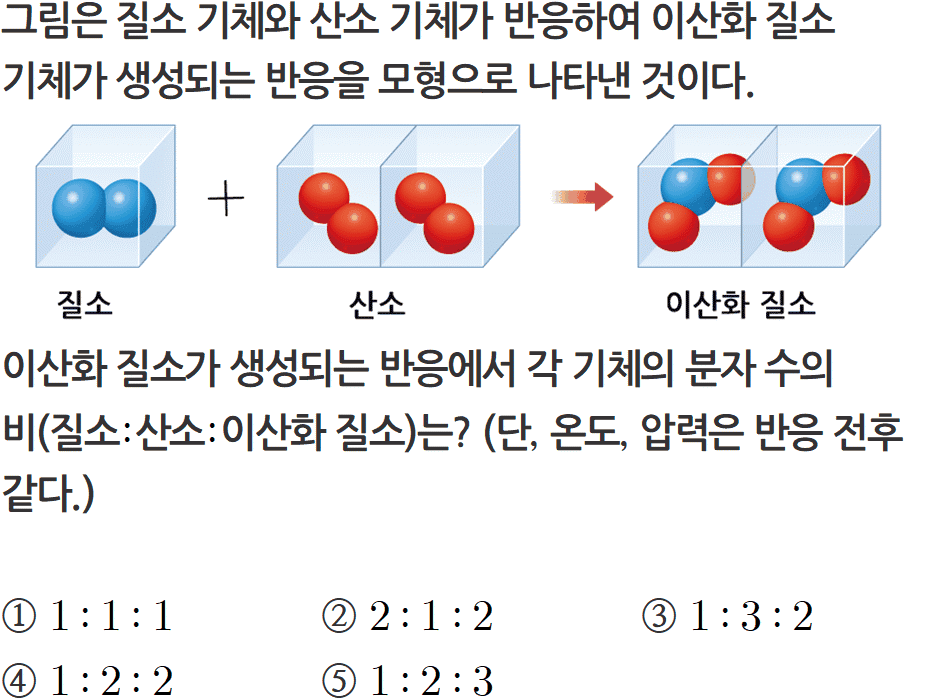 그림은 질소 기체와 산소 기체가 반응하여 이산화 질소
기체가 생성되는 반응을 모형으로 나타낸 것이다.
+
질소 산소 이산화 질소
이산화 질소가 생성되는 반응에서 각 기체의 분자 수의
비(질소:산소:이산화 질소)는? (단, 온도, 압력은 반응 전후
같다.)
① 1 : 1 : 1 ② 2 : 1 : 2 ③ 1 : 3 : 2
④ 1 : 2 : 2 ⑤ 1 : 2 : 3